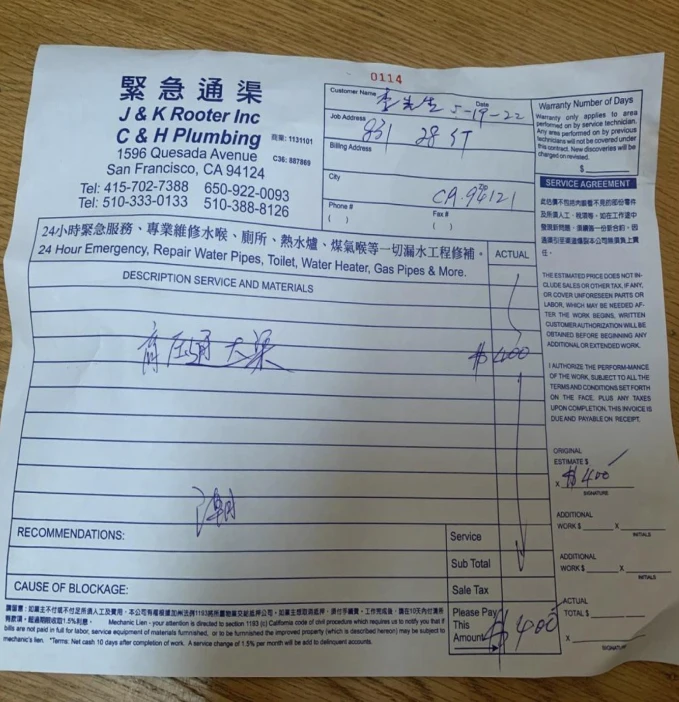 0114
緊急通渠
J & K Rooter Inc
C & H Plumbing
商業: 1131101
C36: 887869
1596 Quesada Avenue
San Francisco, CA 94124
Tel: 415-702-7388 650-922-0093
Tel: 510-333-0133 510-388-8126
Customer Name 李先生 Date 5-19-22
Job Address 831 28 ST
Billing Address
City CA. Zip 94121
Phone # ( ) Fax # ( )
Warranty Number of Days
Warranty only applies to area
performed on by service technician.
Any area performed on by previous
technicians will not be covered under
this contract. New discoveries will be
charged on revisted.
$
SERVICE AGREEMENT
24小時緊急服務、專業維修水喉、廁所、熱水爐、煤氣喉等一切漏水工程修補。
24 Hour Emergency, Repair Water Pipes, Toilet, Water Heater, Gas Pipes & More.
ACTUAL
DESCRIPTION SERVICE AND MATERIALS
高压通大渠 $400
THE ESTIMATED PRICE DOES NOT IN-
CLUDE SALES OR OTHER TAX, IF ANY,
OR COVER UNFORESEEN PARTS OR
LABOR, WHICH MAY BE NEEDED AF-
TER THE WORK BEGINS. WRITTEN
CUSTOMER AUTHORIZATION WILL BE
OBTAINED BEFORE BEGINNING ANY
ADDITIONAL OR EXTENDED WORK.
I AUTHORIZE THE PERFORM-MANCE
OF THE WORK, SUBJECT TO ALL THE
TERMS AND CONDITIONS SET FORTH
ON THE FACE, PLUS ANY TAXES
UPON COMPLETION, THIS INVOICE IS
DUE AND PAYABLE ON RECEIPT.
ORIGINAL
ESTIMATE $
X $400
SIGNATURE
ADDITIONAL
WORK $ X
INITIALS
ADDITIONAL
WORK $ X
INITIALS
ACTUAL
TOTAL $
X
SIGNATURE
RECOMMENDATIONS:
CAUSE OF BLOCKAGE:
Service
Sub Total
Sale Tax
Please Pay
This
Amount $400
Mechanic Lien - your attention is directed to section 1193 (c) California code of civil procedure which requires us to notify you that if
bills are not paid in full for labor, service equipment of materials furnished, or to be furnished the improved property (which is described hereon) may be subject to
mechanic's lien. *Terms: Net cash 10 days after completion of work. A service change of 1.5% per month will be add to delinquent accounts.